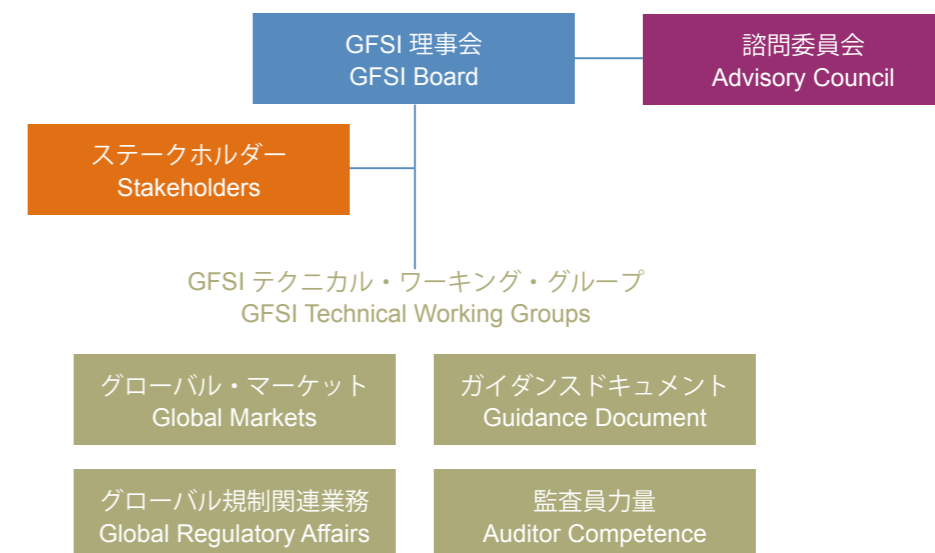 GFSI 理事会
GFSI Board
諮問委員会
Advisory Council
ステークホルダー
Stakeholders
GFSI テクニカル・ワーキング・グループ
GFSI Technical Working Groups
グローバル・マーケット
Global Markets
ガイダンスドキュメント
Guidance Document
グローバル規制関連業務
Global Regulatory Affairs
監査員力量
Auditor Competence